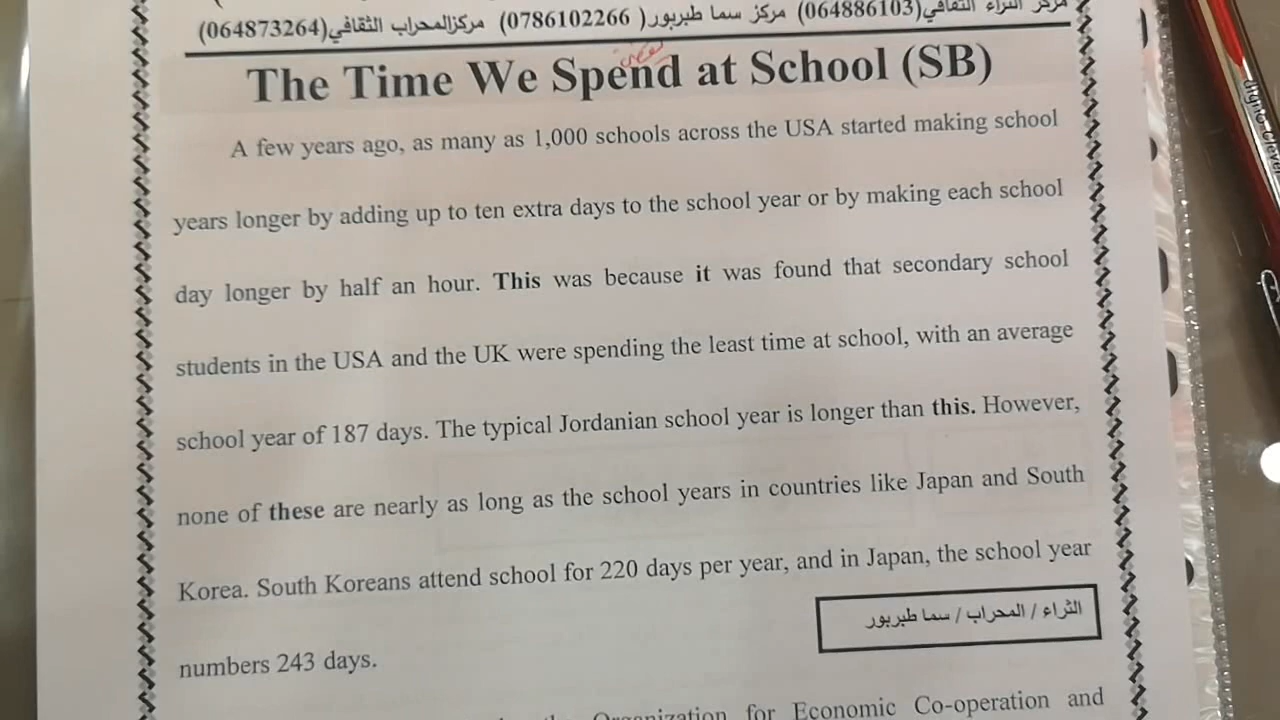 مركز الثراء الثقافي(064886103) مركز سما طبربور( 0786102266) مركزالمحراب الثقافي(064873264)
The Time We Spend at School (SB)
A few years ago, as many as 1,000 schools across the USA started making school
years longer by adding up to ten extra days to the school year or by making each school
day longer by half an hour. This was because it was found that secondary school
students in the USA and the UK were spending the least time at school, with an average
school year of 187 days. The typical Jordanian school year is longer than this. However,
none of these are nearly as long as the school years in countries like Japan and South
Korea. South Koreans attend school for 220 days per year, and in Japan, the school year
الثراء / المحراب / سما طبربور
numbers 243 days.
Organization for Economic Co-operation and